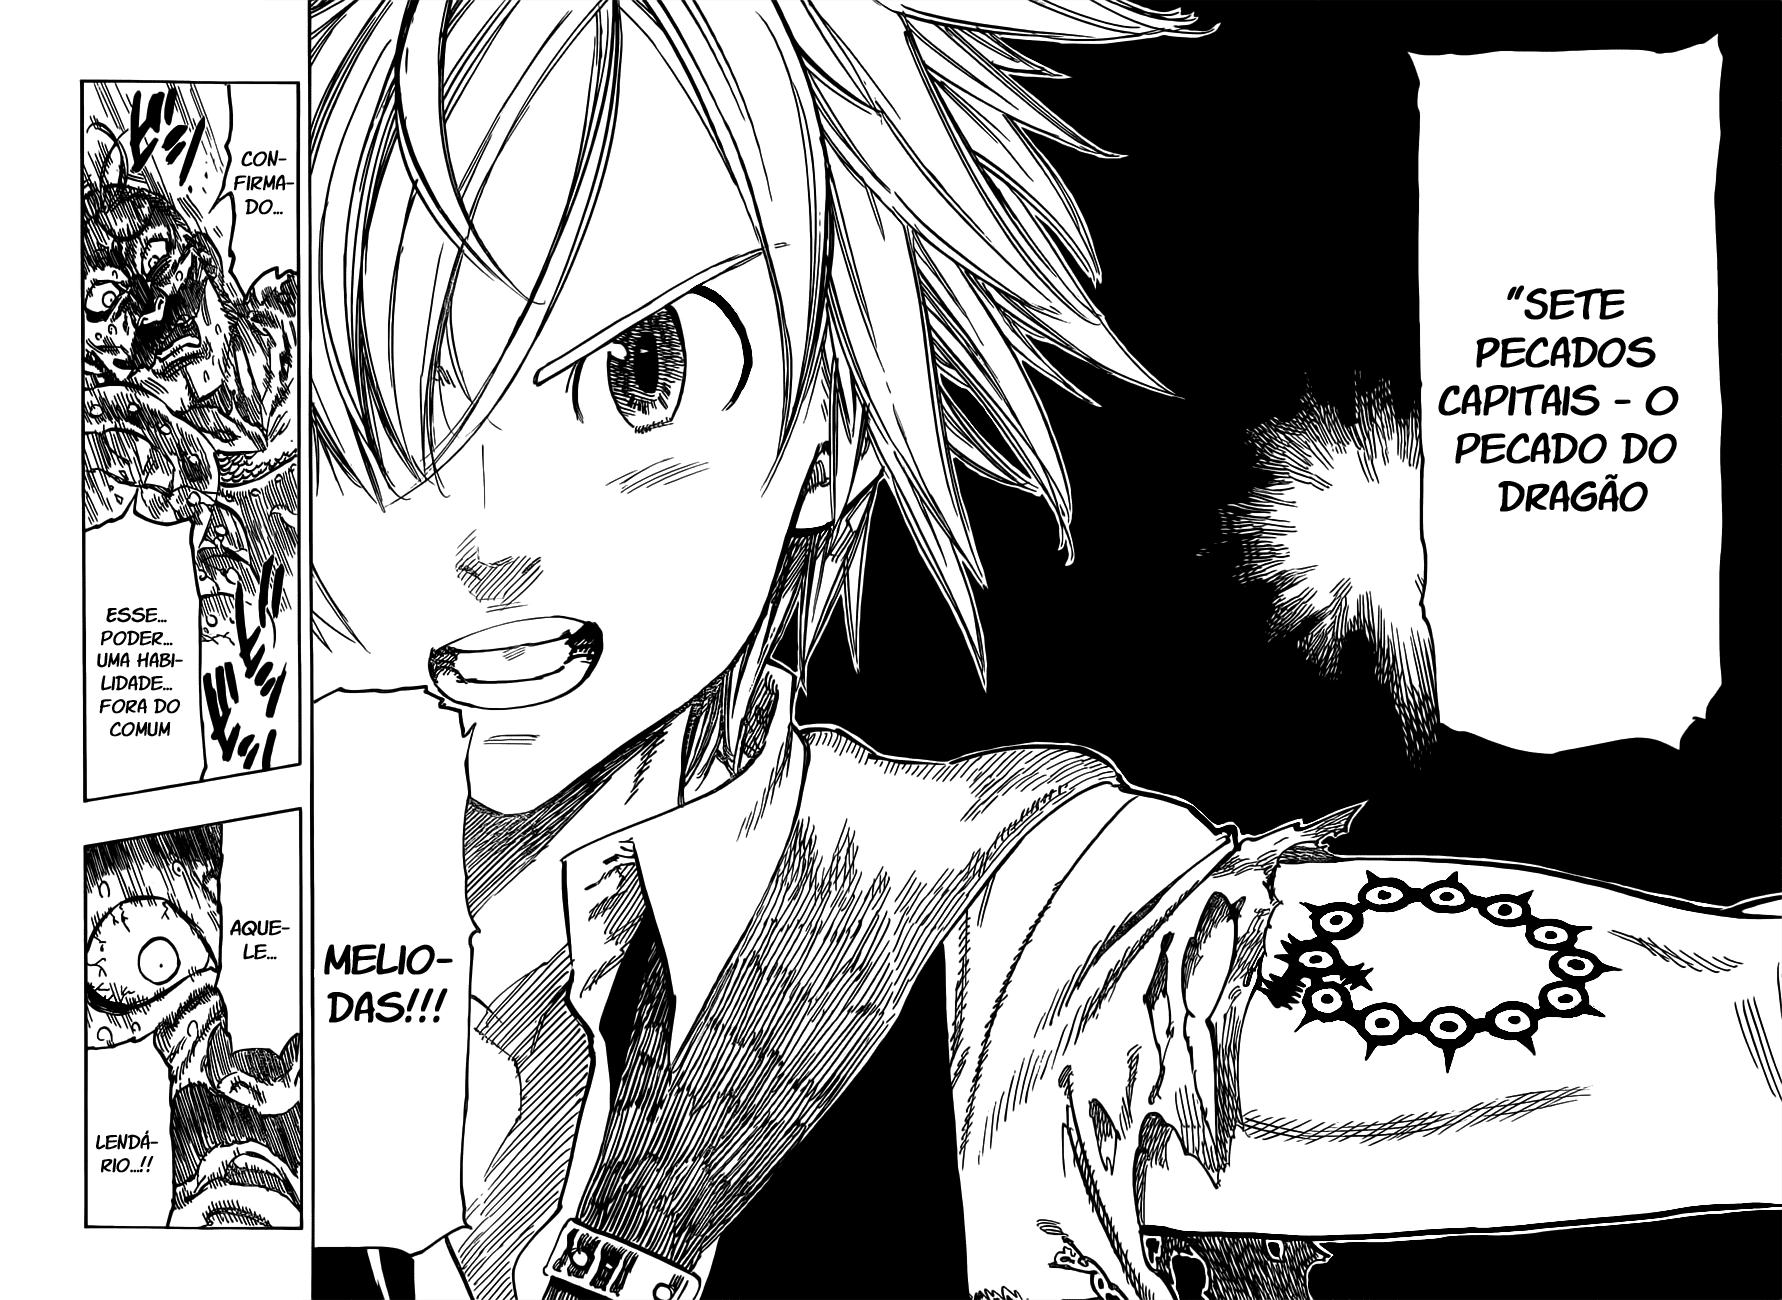 "SETE
PECADOS
CAPITAIS - O
PECADO DO
DRAGÃO
MELIO-
DAS!!!
CON-
FIRMA-
DO...
ESSE...
PODER...
UMA HABI-
LIDADE...
FORA DO
COMUM
AQUE-
LE...
LENDÁ-
RIO...!!